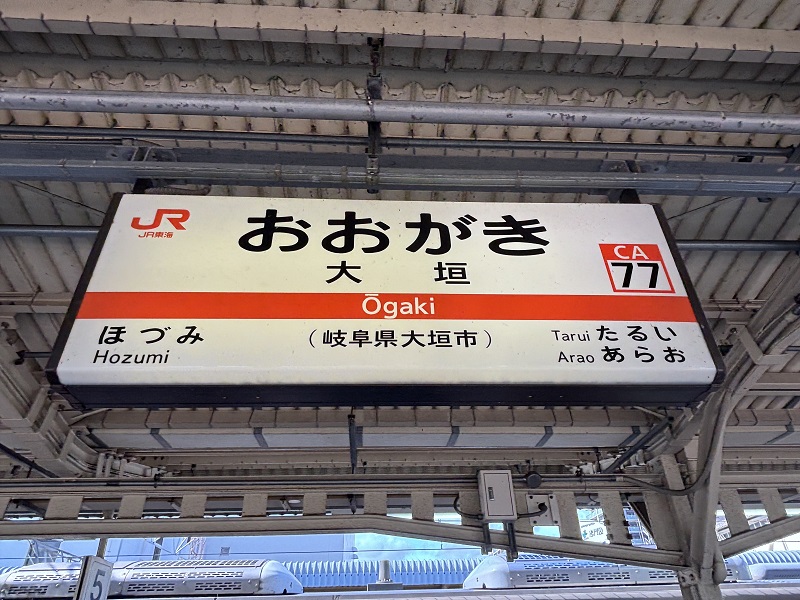 JR
JR東海
おおがき
大垣
CA
77
Ōgaki
ほづみ
Hozumi
(岐阜県大垣市)
Tarui たるい
Arao あらお
5